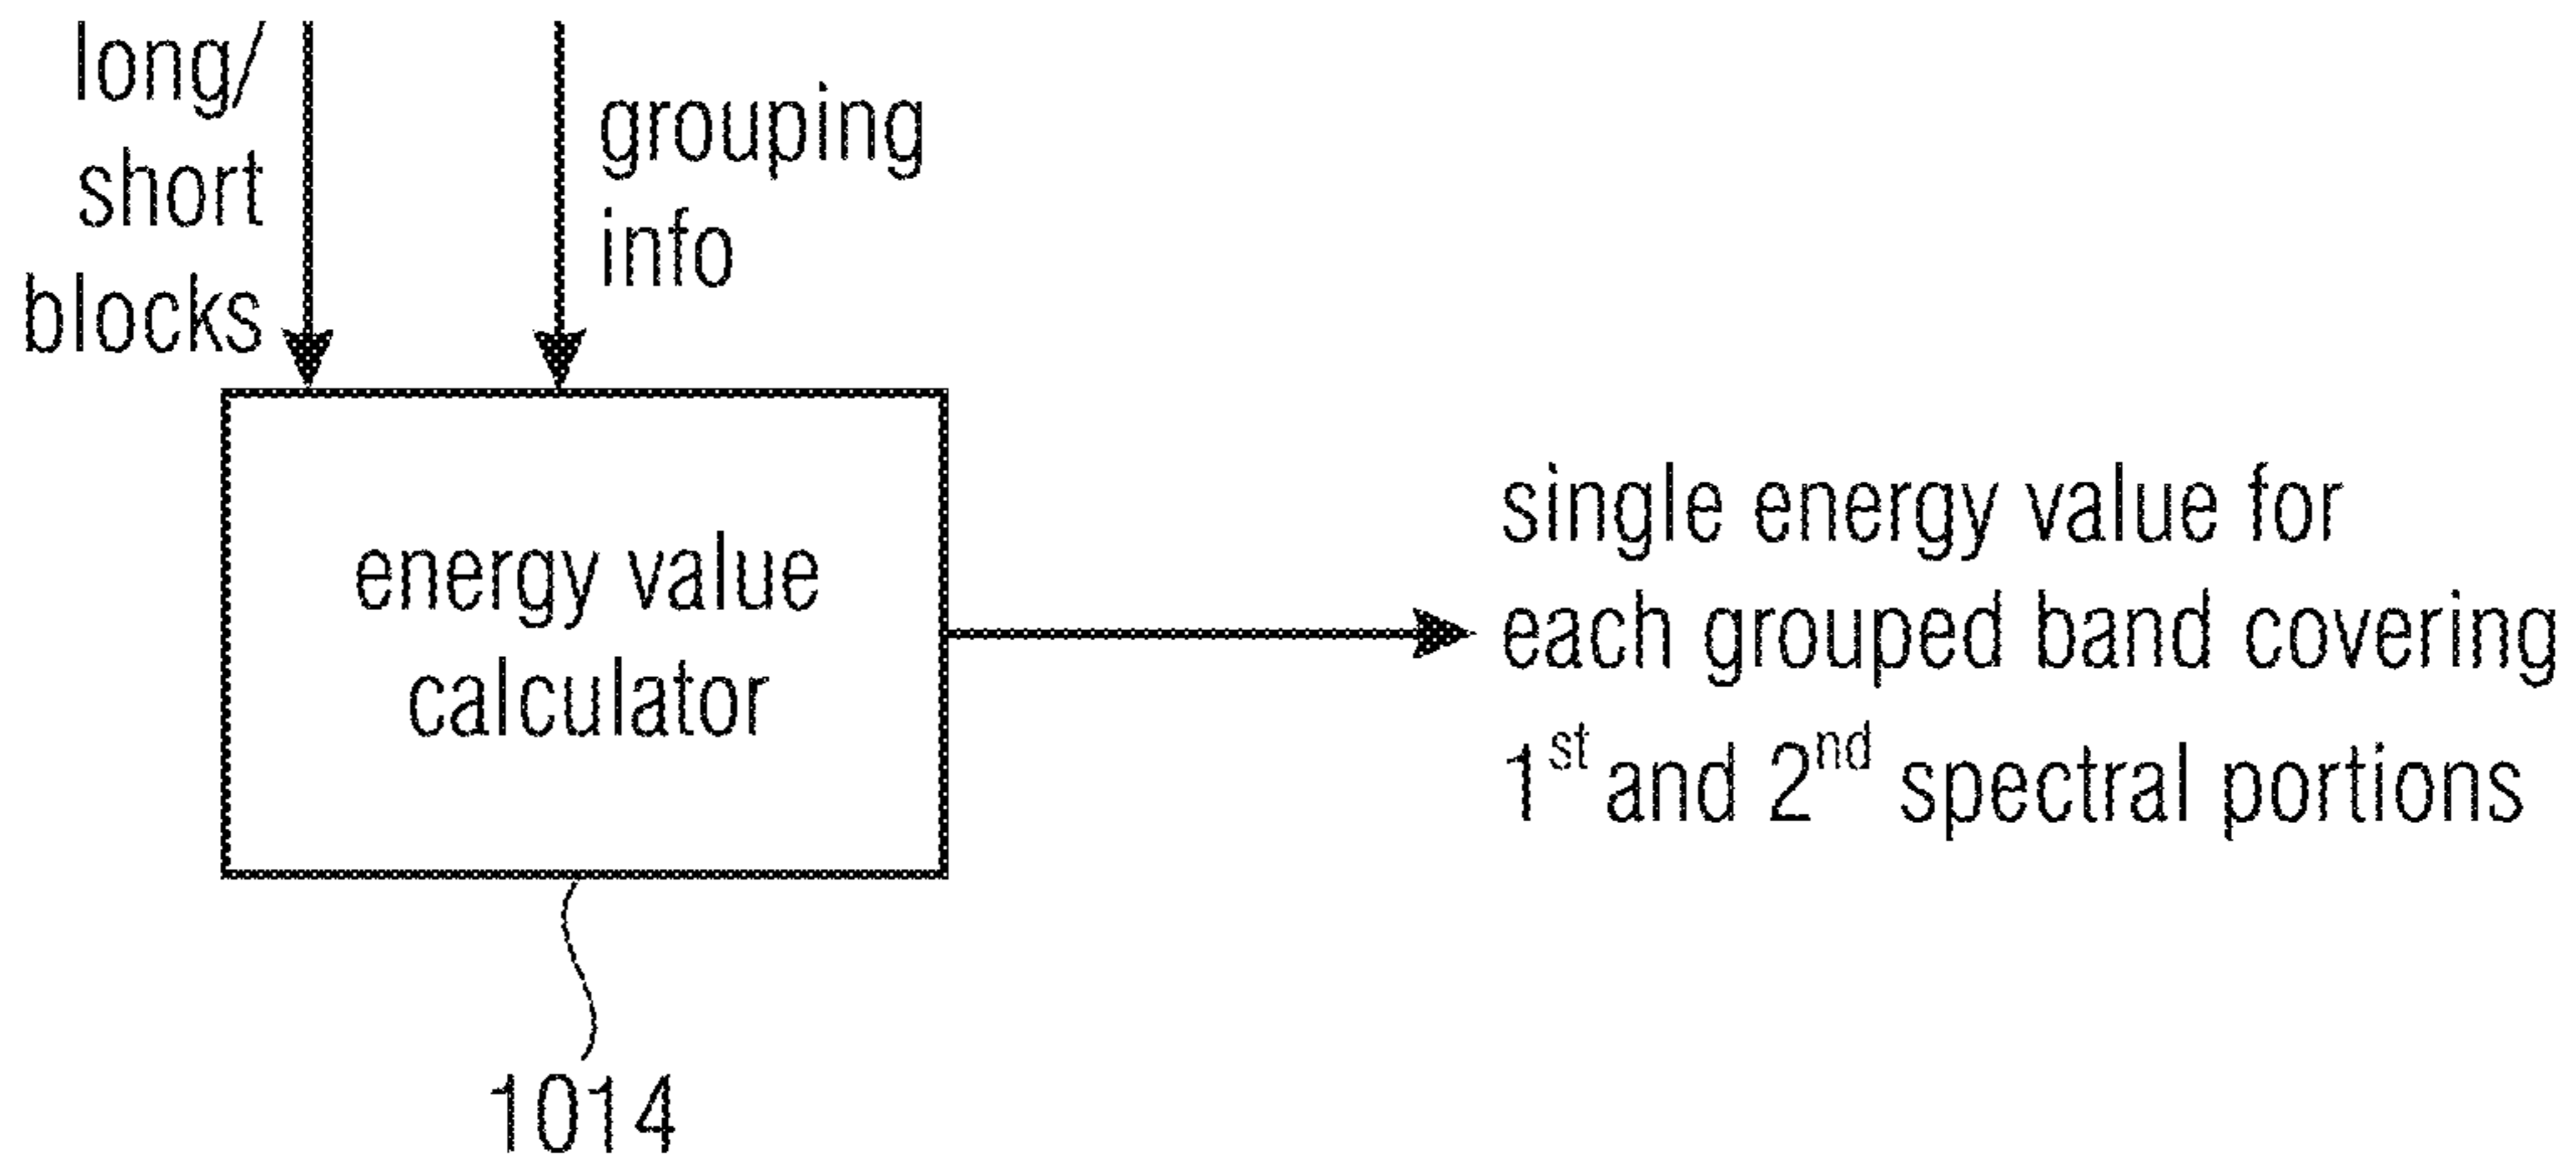 long/
short
blocks
grouping
info
energy value
calculator
single energy value for
each grouped band covering
1st and 2nd spectral portions
1014